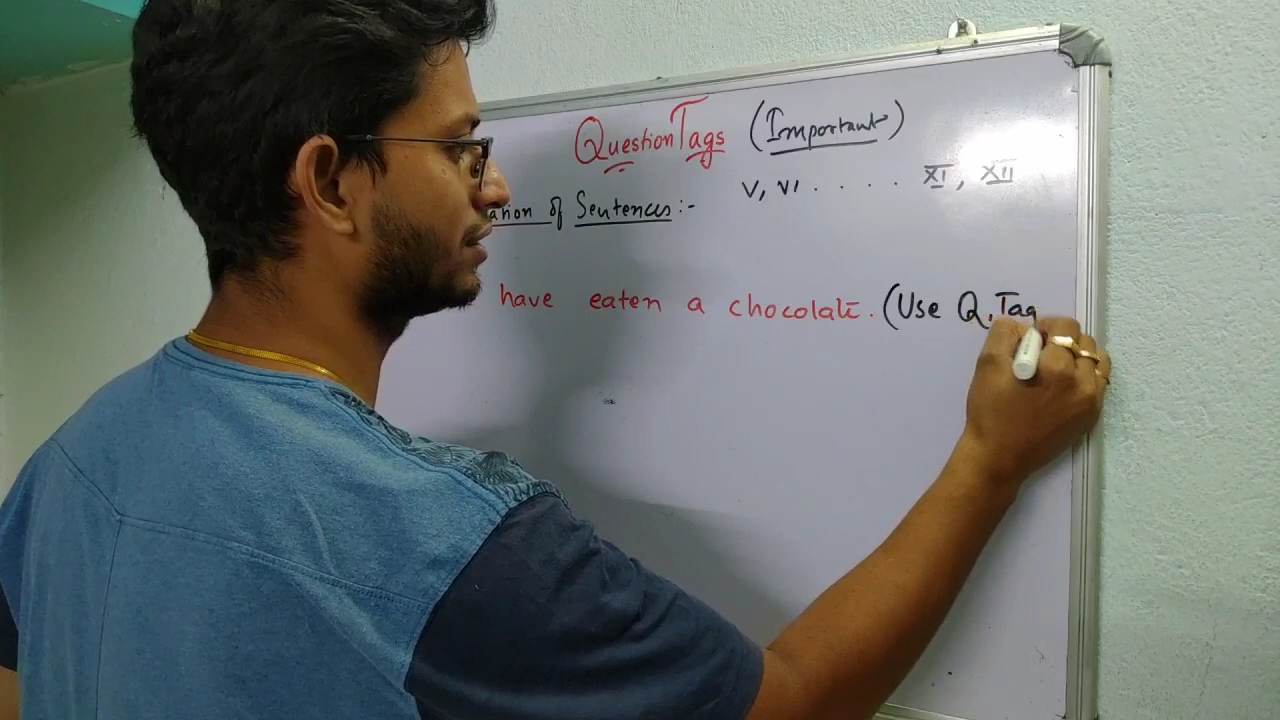 Question Tags (Important)
V, VI . . . . . XI, XII
of Sentences:-
have eaten a chocolate. (Use Q.Tag